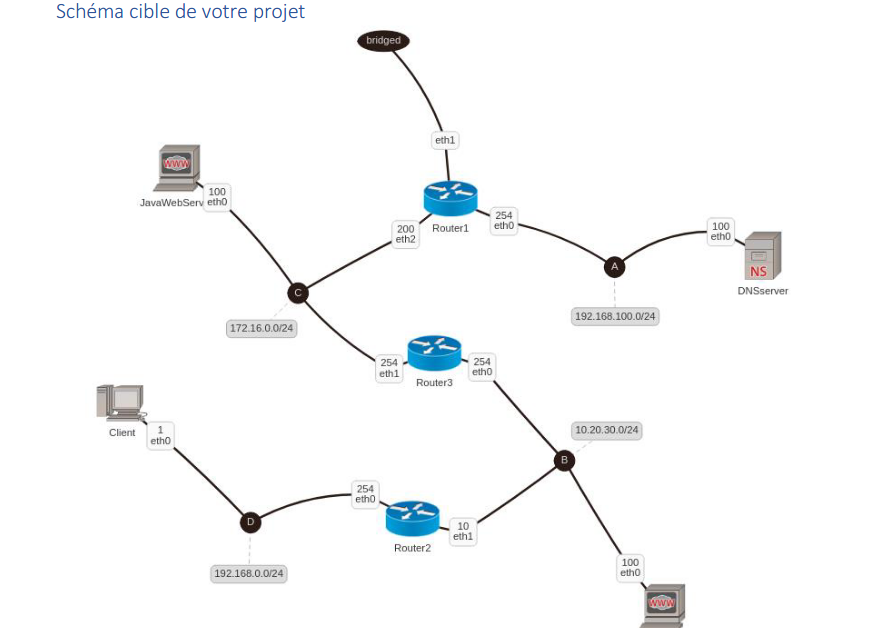 Schéma cible de votre projet
bridged
eth1
www
JavaWebServ
100
eth0
Router1
200
eth2
254
eth0
100
eth0
NS
DNSserver
A
192.168.100.0/24
C
172.16.0.0/24
254
eth1
Router3
254
eth0
Client
1
eth0
10.20.30.0/24
B
254
eth0
D
Router2
10
eth1
192.168.0.0/24
100
eth0
www